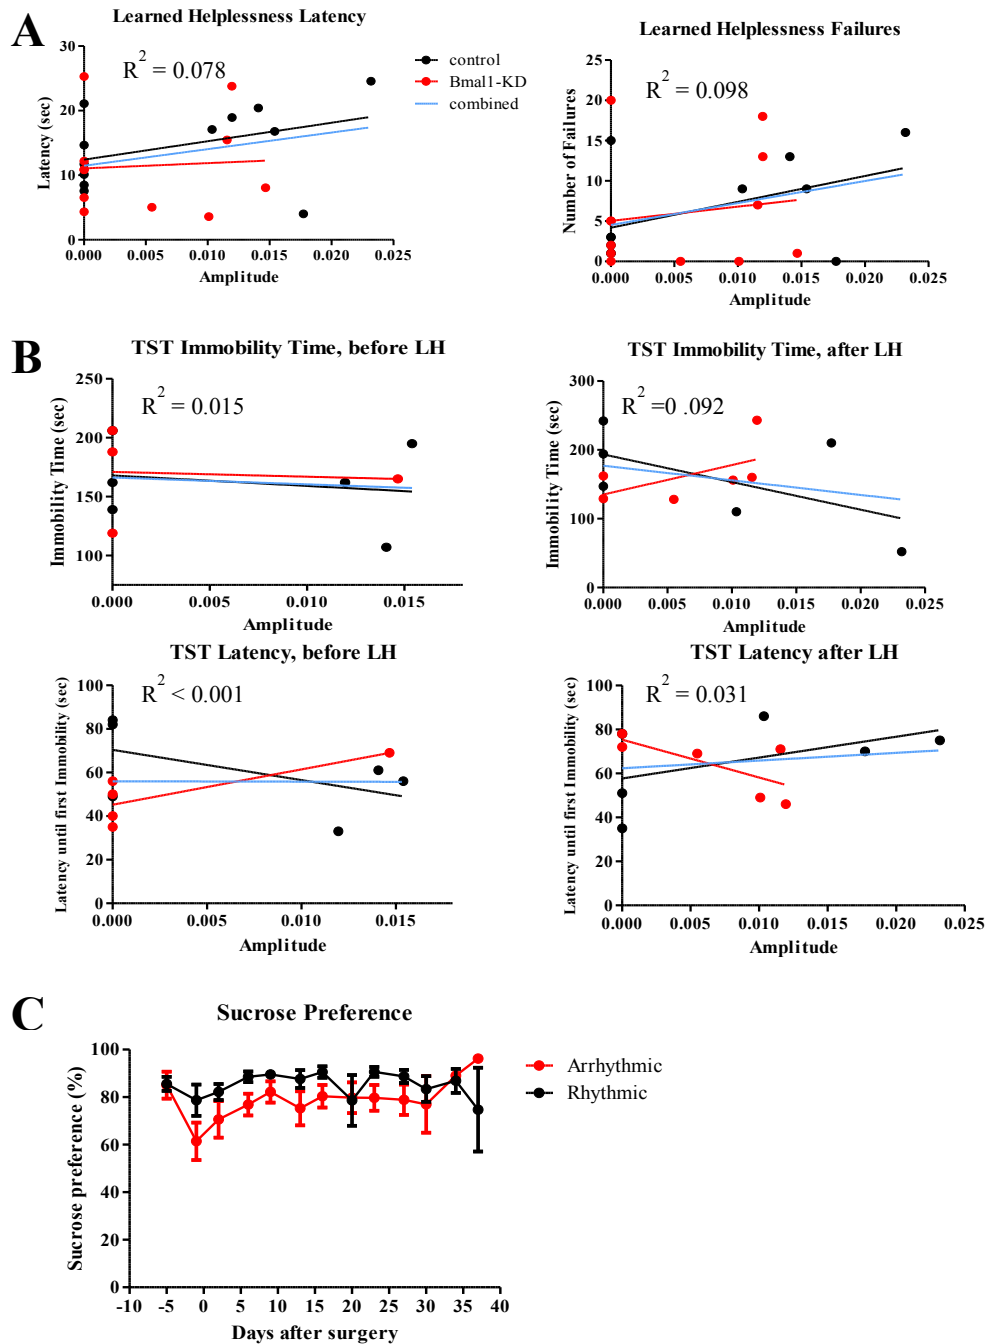 A
Learned Helplessness Latency
R2 = 0.078
Latency (sec)
30
20
10
0
0.000 0.005 0.010 0.015 0.020 0.025
Amplitude
control
Bmal1-KD
combined
Learned Helplessness Failures
R2 = 0.098
Number of Failures
25
20
15
10
5
0
0.000 0.005 0.010 0.015 0.020 0.025
Amplitude
B
TST Immobility Time, before LH
R2 = 0.015
Immobility Time (sec)
250
200
150
100
0.000 0.005 0.010 0.015
Amplitude
TST Immobility Time, after LH
R2 =0 .092
Immobility Time (sec)
300
200
100
0
0.000 0.005 0.010 0.015 0.020 0.025
Amplitude
TST Latency, before LH
R2 < 0.001
Latency until first Immobility (sec)
100
80
60
40
20
0
0.000 0.005 0.010 0.015
Amplitude
TST Latency after LH
R2 = 0.031
Latency until first Immobility (sec)
100
80
60
40
20
0
0.000 0.005 0.010 0.015 0.020 0.025
Amplitude
C
Sucrose Preference
Sucrose preference (%)
100
80
60
40
20
0
-10 -5 0 5 10 15 20 25 30 35 40
Days after surgery
Arrhythmic
Rhythmic